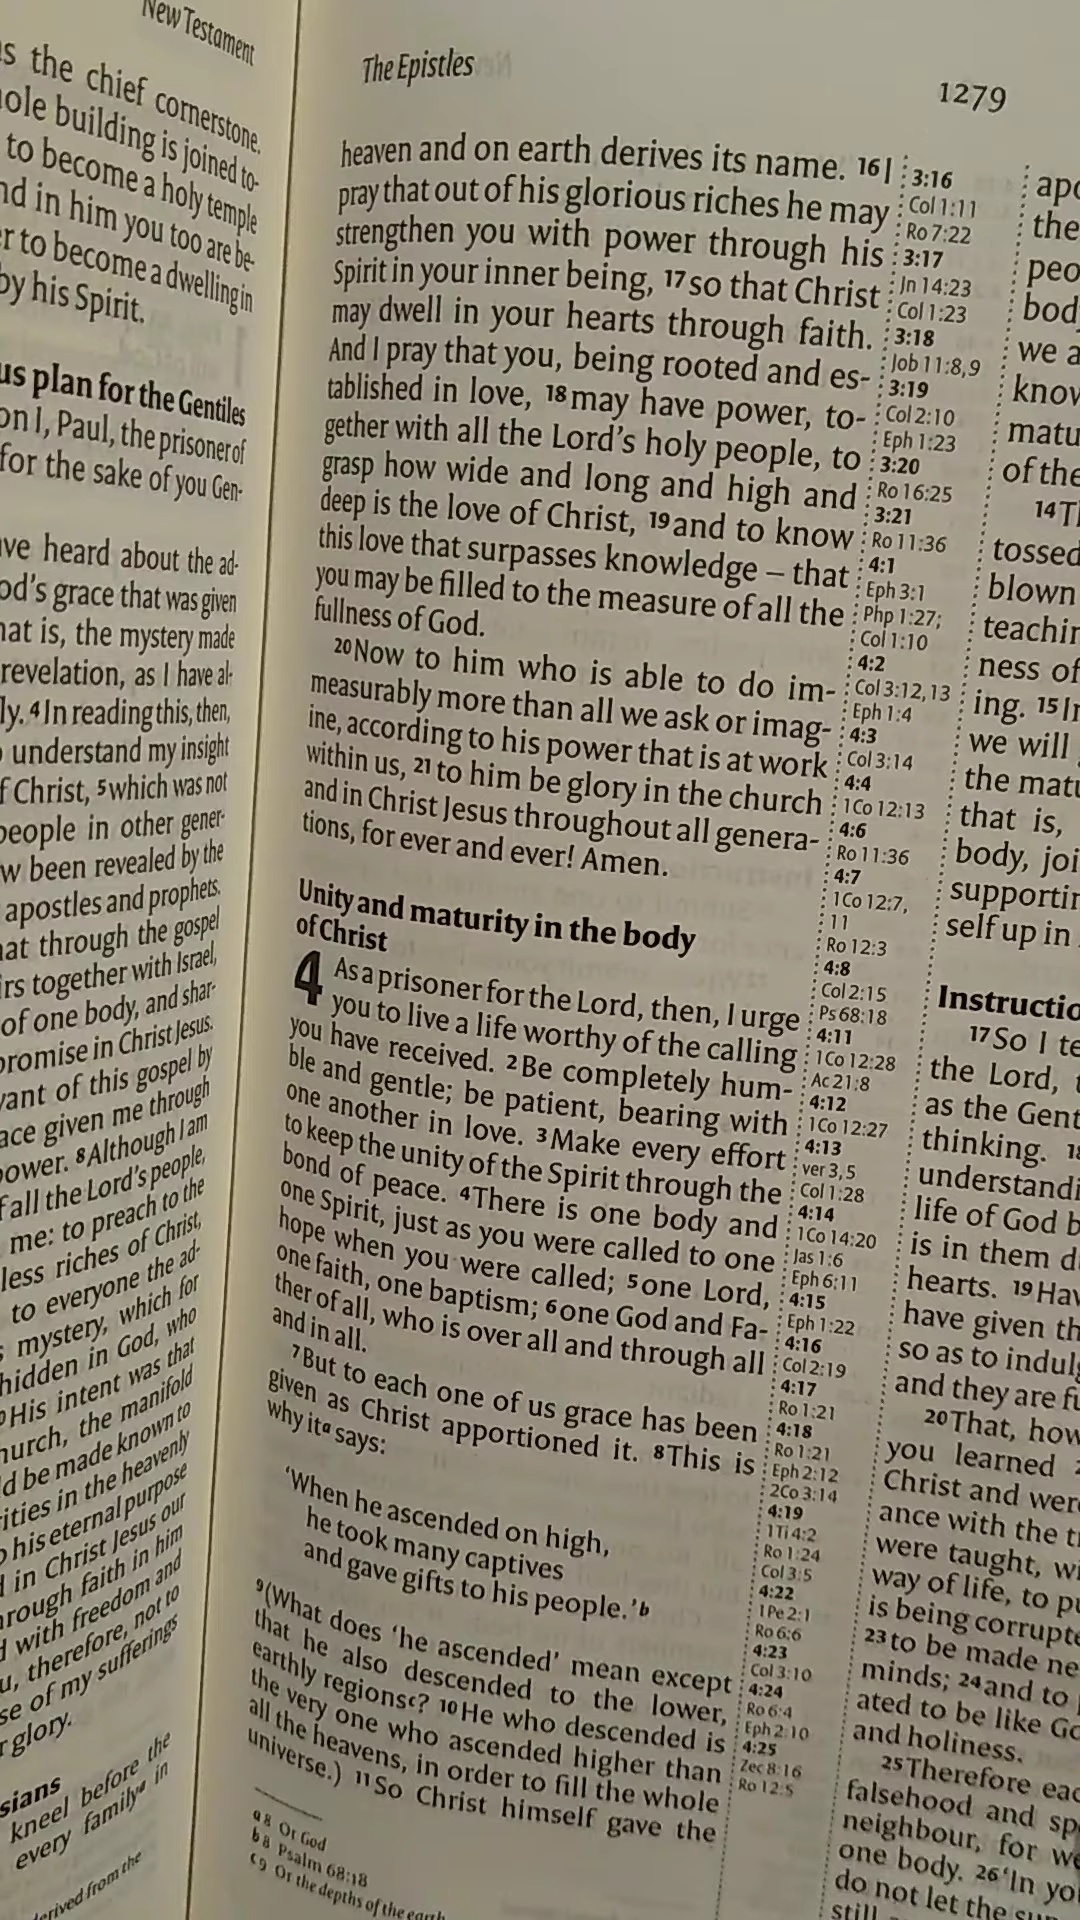 New Testament
s the chief cornerstone.
ole building is joined to-
to become a holy temple
nd in him you too are be-
r to become a dwelling in
by his Spirit.
us plan for the Gentiles
on I, Paul, the prisoner of
for the sake of you Gen-
ve heard about the ad-
od's grace that was given
hat is, the mystery made
revelation, as I have al-
ly. 4 In reading this, then,
understand my insight
f Christ, 5 which was not
people in other gener-
w been revealed by the
apostles and prophets.
at through the gospel
irs together with Israel,
of one body, and shar-
promise in Christ Jesus.
vant of this gospel by
ace given me through
power. 8 Although I am
f all the Lord's people,
me: to preach to the
less riches of Christ,
to everyone the ad-
mystery, which for
hidden in God, who
His intent was that
hurch, the manifold
d be made known to
rities in the heavenly
his eternal purpose
d in Christ Jesus our
hrough faith in him
d with freedom and
u, therefore, not to
se of my sufferings
r glory.
sians
kneel before the
every family a in
derived from the
The Epistles
1279
heaven and on earth derives its name. 16 I
pray that out of his glorious riches he may
strengthen you with power through his
Spirit in your inner being, 17 so that Christ
may dwell in your hearts through faith.
And I pray that you, being rooted and es-
tablished in love, 18 may have power, to-
gether with all the Lord's holy people, to
grasp how wide and long and high and
deep is the love of Christ, 19 and to know
this love that surpasses knowledge – that
you may be filled to the measure of all the
fullness of God.
20 Now to him who is able to do im-
measurably more than all we ask or imag-
ine, according to his power that is at work
within us, 21 to him be glory in the church
and in Christ Jesus throughout all genera-
tions, for ever and ever! Amen.
Unity and maturity in the body
of Christ
4 As a prisoner for the Lord, then, I urge
you to live a life worthy of the calling
you have received. 2 Be completely hum-
ble and gentle; be patient, bearing with
one another in love. 3 Make every effort
to keep the unity of the Spirit through the
bond of peace. 4 There is one body and
one Spirit, just as you were called to one
hope when you were called; 5 one Lord,
one faith, one baptism; 6 one God and Fa-
ther of all, who is over all and through all
and in all.
7 But to each one of us grace has been
given as Christ apportioned it. 8 This is
why it a says:
'When he ascended on high,
he took many captives
and gave gifts to his people.' b
9 (What does 'he ascended' mean except
that he also descended to the lower,
earthly regions c? 10 He who descended is
the very one who ascended higher than
all the heavens, in order to fill the whole
universe.) 11 So Christ himself gave the
a 8 Or God
b 8 Psalm 68:18
c 9 Or the depths of the earth
3:16
Col 1:11
Ro 7:22
3:17
Jn 14:23
Col 1:23
3:18
Job 11:8,9
3:19
Col 2:10
Eph 1:23
3:20
Ro 16:25
3:21
Ro 11:36
4:1
Eph 3:1
Php 1:27;
Col 1:10
4:2
Col 3:12,13
Eph 1:4
4:3
Col 3:14
4:4
1Co 12:13
4:6
Ro 11:36
4:7
1Co 12:7,
11
Ro 12:3
4:8
Col 2:15
Ps 68:18
4:11
1Co 12:28
Ac 21:8
4:12
1Co 12:27
4:13
ver 3,5
Col 1:28
4:14
1Co 14:20
Jas 1:6
Eph 6:11
4:15
Eph 1:22
4:16
Col 2:19
4:17
Ro 1:21
4:18
Ro 1:21
Eph 2:12
2Co 3:14
4:19
1Ti 4:2
Ro 1:24
Col 3:5
4:22
1Pe 2:1
Ro 6:6
4:23
Col 3:10
4:24
Ro 6:4
Eph 2:10
4:25
Zec 8:16
Ro 12:5
apo
the
peo
bod
we a
know
matu
of the
14 Th
tossed
blown
teachin
ness of
ing. 15 In
we will
the matu
that is,
body, joi
supportin
self up in
Instructio
17 So I te
the Lord, t
as the Gent
thinking. 18
understandi
life of God b
is in them d
hearts. 19 Hav
have given th
so as to indulg
and they are fu
20 That, how
you learned
Christ and were
ance with the tr
were taught, wi
way of life, to pu
is being corrupte
23 to be made ne
minds; 24 and to p
ated to be like Go
and holiness.
25 Therefore eac
falsehood and sp
neighbour, for we
one body. 26 'In yo
do not let the sun
still